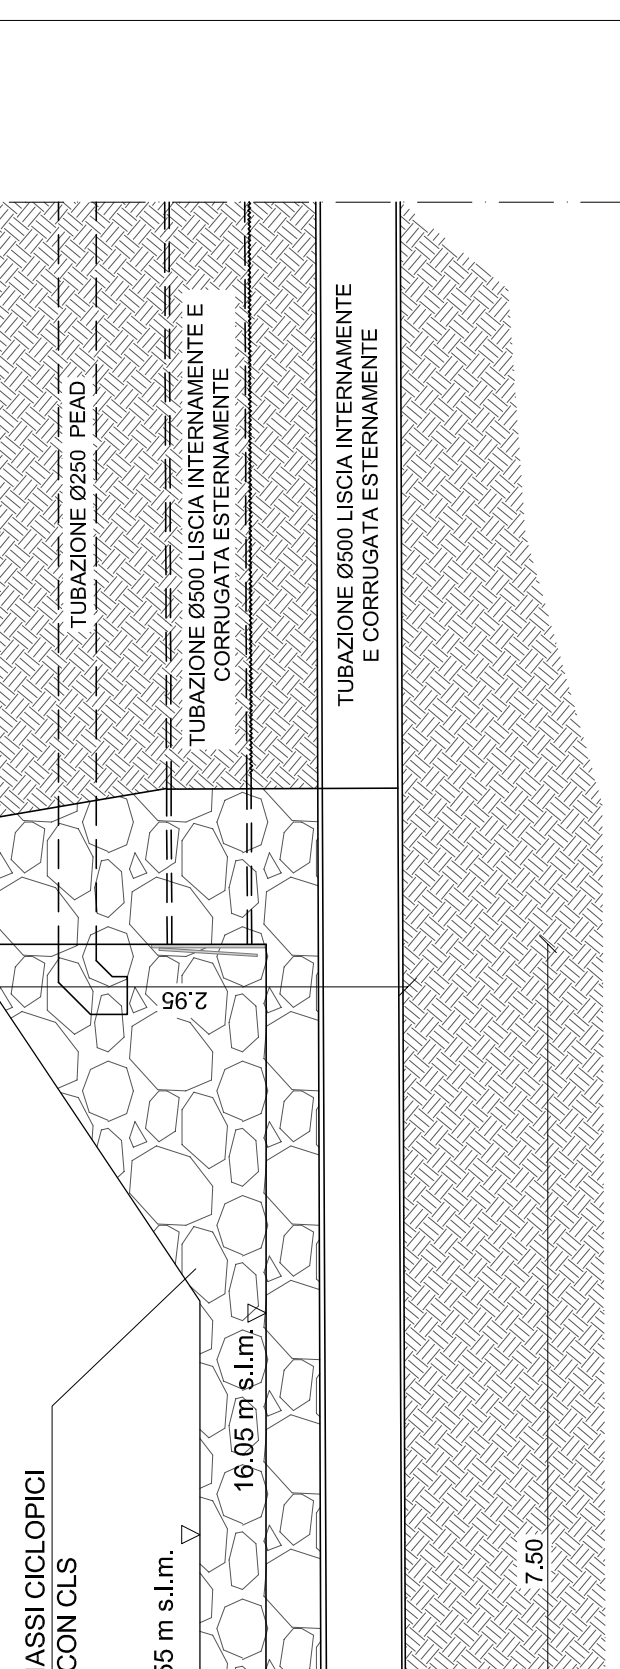 TUBAZIONE Ø250 PEAD
TUBAZIONE Ø500 LISCIA INTERNAMENTE E
CORRUGATA ESTERNAMENTE
TUBAZIONE Ø500 LISCIA INTERNAMENTE
E CORRUGATA ESTERNAMENTE
2.95
16.05 m s.l.m.
CICLOPICI
CON CLS
m s.l.m.
7.50